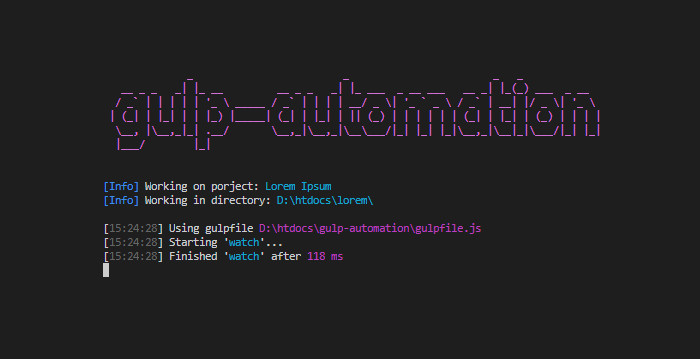 gulp-automation
[Info] Working on porject: Lorem Ipsum
[Info] Working in directory: D:\htdocs\lorem\
[15:24:28] Using gulpfile D:\htdocs\gulp-automation\gulpfile.js
[15:24:28] Starting 'watch'...
[15:24:28] Finished 'watch' after 118 ms